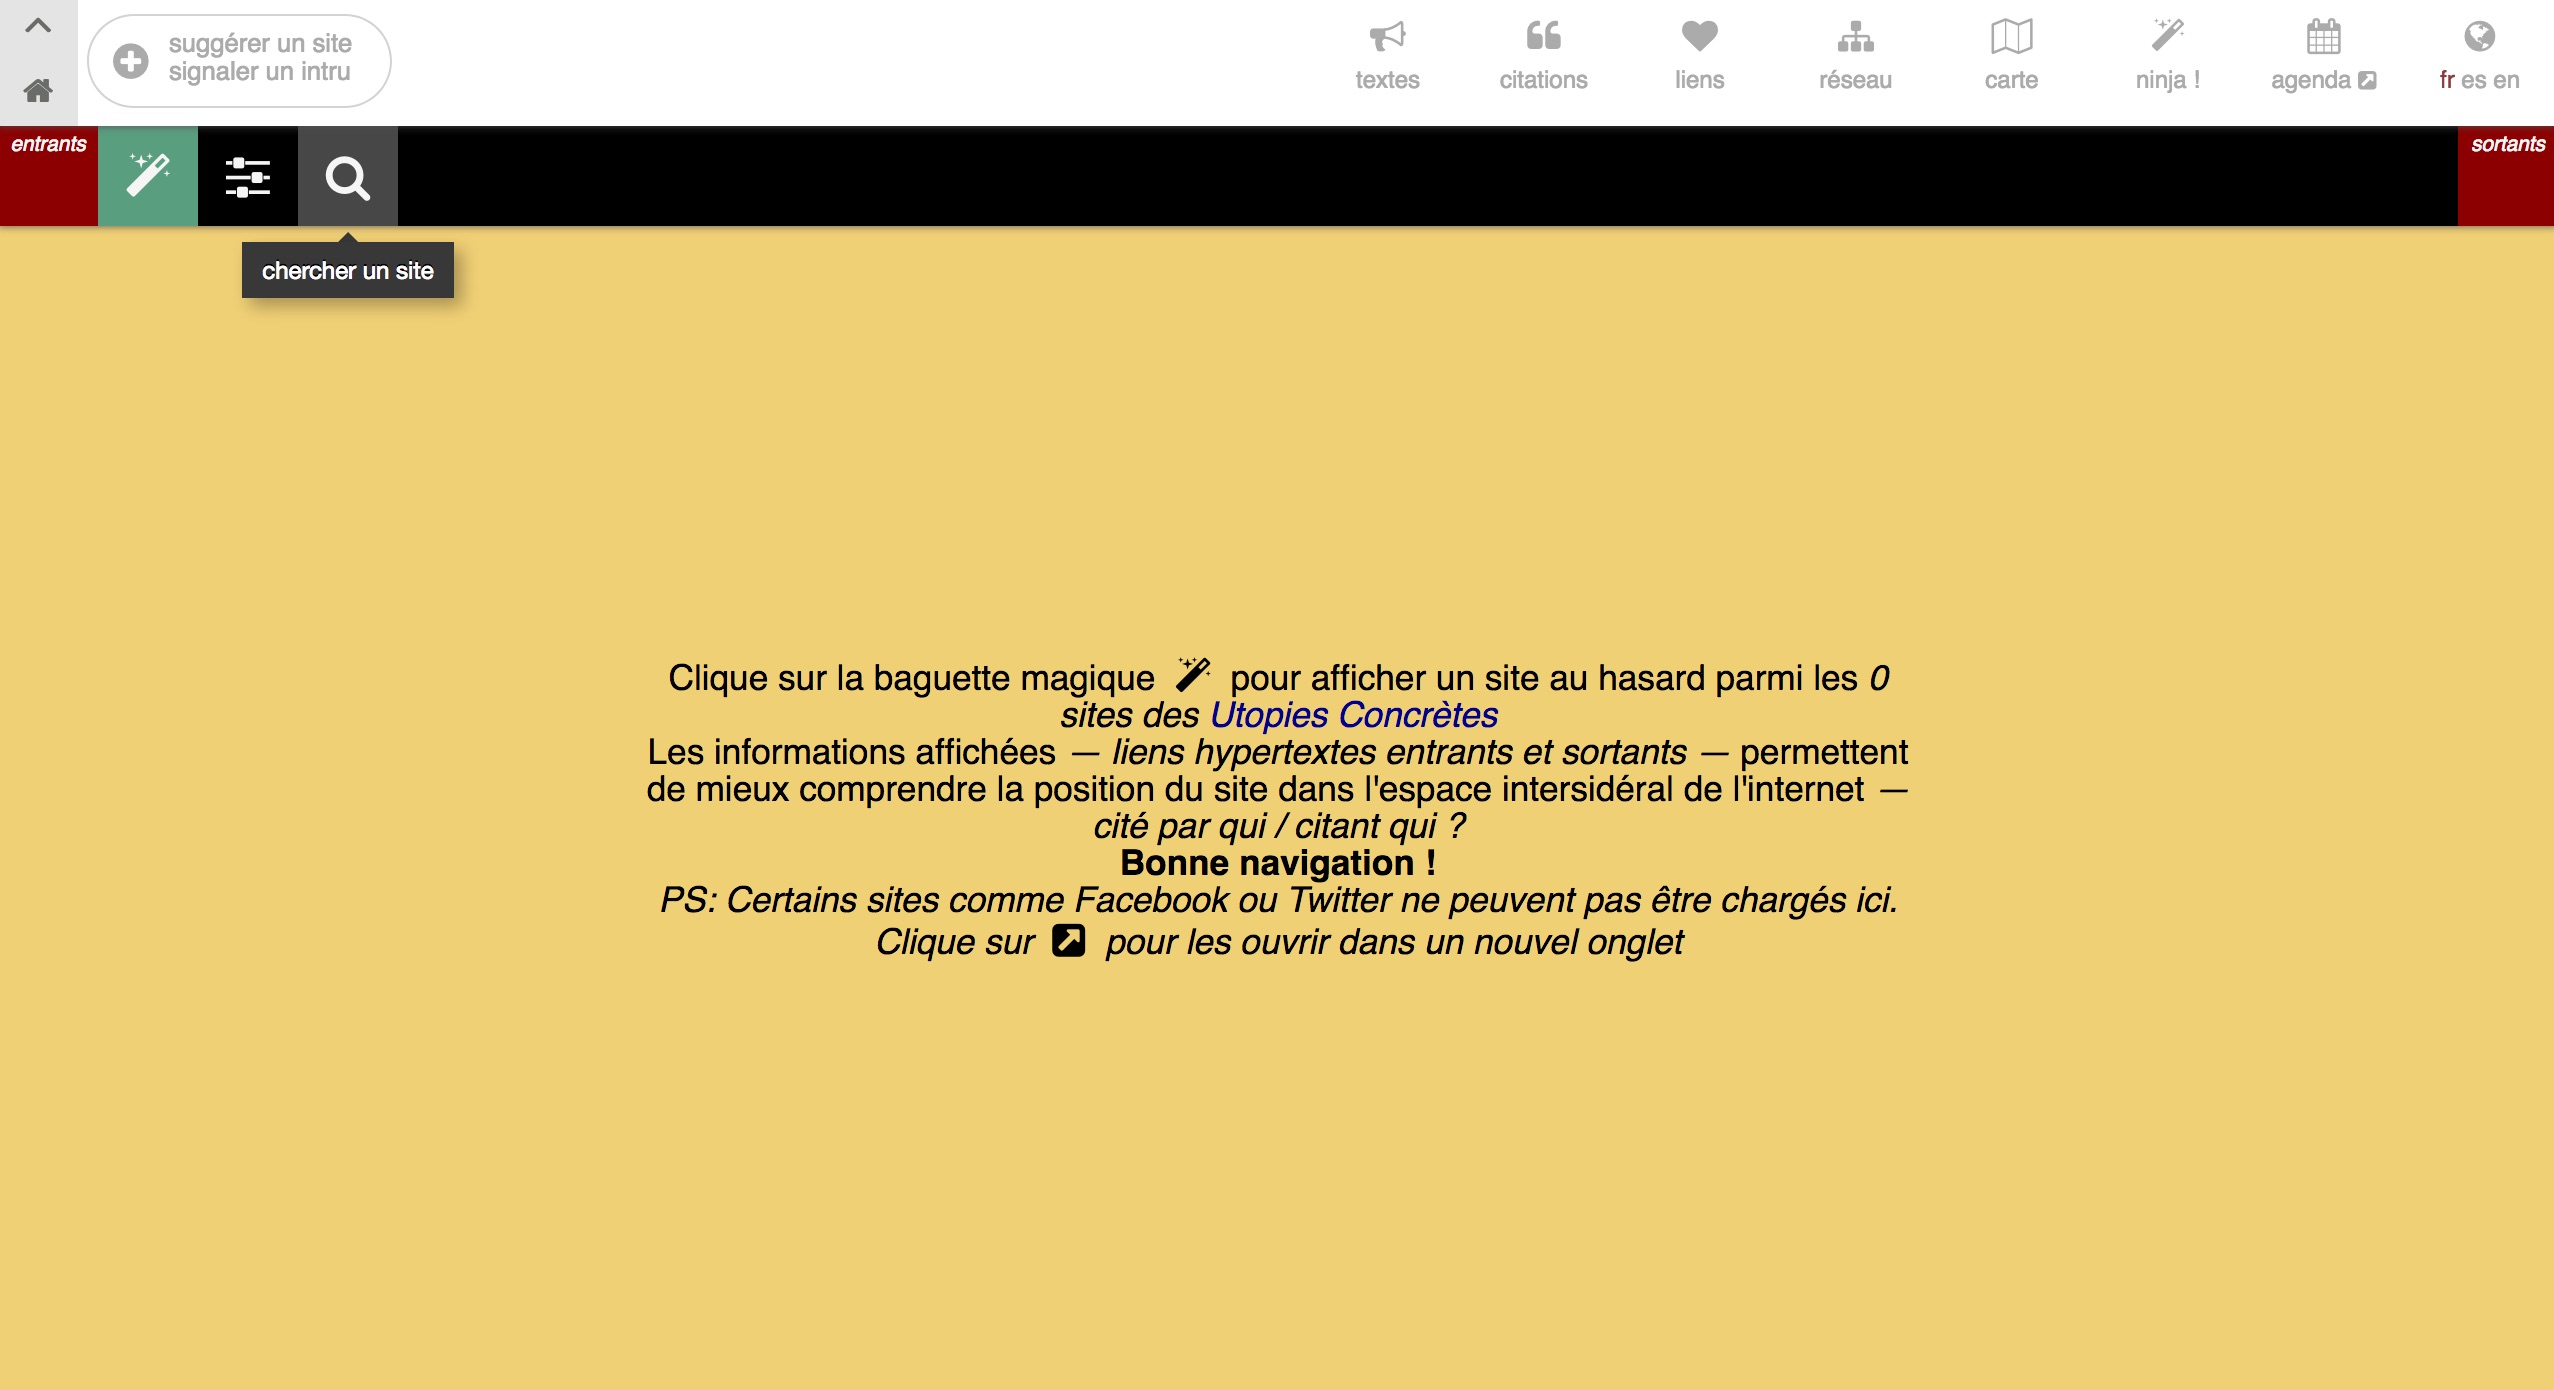 suggérer un site
signaler un intru
textes
citations
liens
réseau
carte
ninja !
agenda
fr es en
entrants
sortants
chercher un site
Clique sur la baguette magique pour afficher un site au hasard parmi les 0
sites des Utopies Concrètes
Les informations affichées — liens hypertextes entrants et sortants — permettent
de mieux comprendre la position du site dans l'espace intersidéral de l'internet —
cité par qui / citant qui ?
Bonne navigation !
PS: Certains sites comme Facebook ou Twitter ne peuvent pas être chargés ici.
Clique sur pour les ouvrir dans un nouvel onglet